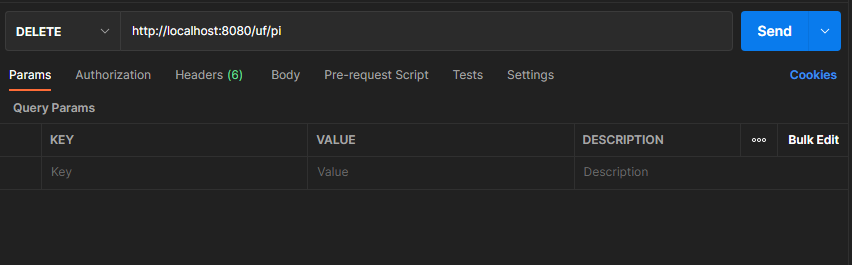 DELETE http://localhost:8080/uf/pi Send
Params Authorization Headers (6) Body Pre-request Script Tests Settings Cookies
Query Params
KEY VALUE DESCRIPTION ooo Bulk Edit
Key Value Description